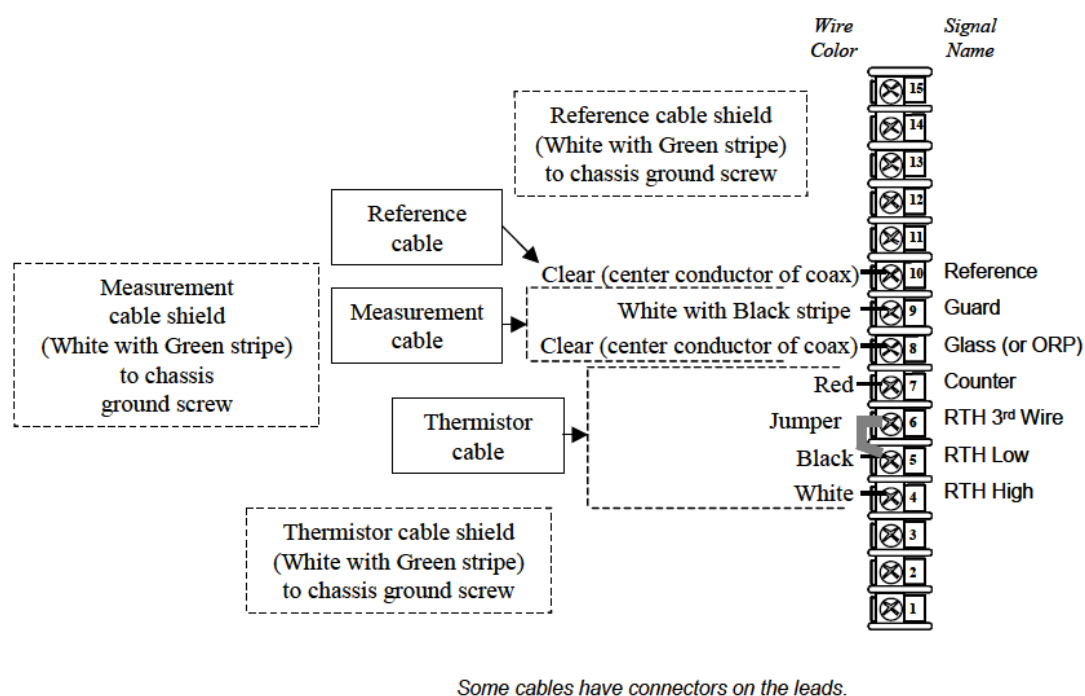 Wire Color
Signal Name
15
14
13
12
11
10
9
8
7
6
5
4
3
2
1
Reference cable shield
(White with Green stripe)
to chassis ground screw
Reference
cable
Clear (center conductor of coax)
Reference
Measurement
cable shield
(White with Green stripe)
to chassis
ground screw
Measurement
cable
White with Black stripe
Guard
Clear (center conductor of coax)
Glass (or ORP)
Red
Counter
Thermistor
cable
Jumper
RTH 3rd Wire
Black
RTH Low
White
RTH High
Thermistor cable shield
(White with Green stripe)
to chassis ground screw
Some cables have connectors on the leads.